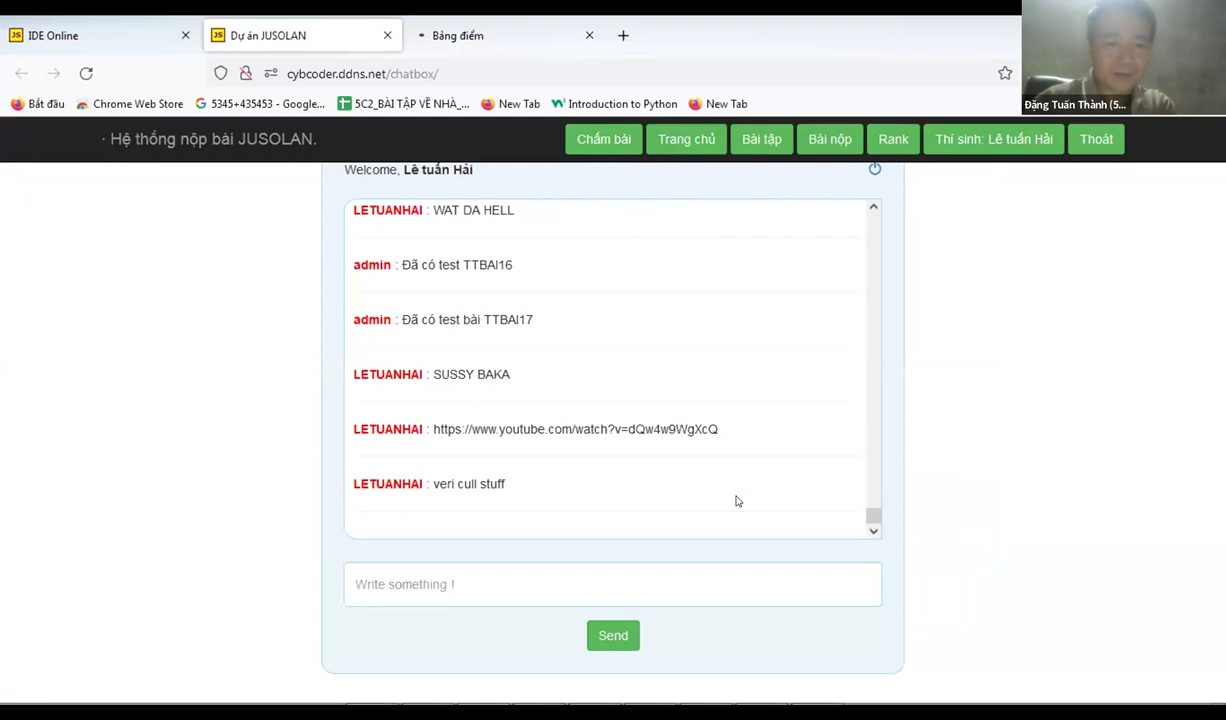 IDE Online
Dự án JUSOLAN
Bảng điểm
cybcoder.ddns.net/chatbox/
Bắt đầu
Chrome Web Store
5345+435453 - Google...
5C2_BÀI TẬP VỀ NHÀ_...
New Tab
Introduction to Python
New Tab
Đặng Tuấn Thành (5...
· Hệ thống nộp bài JUSOLAN.
Chấm bài
Trang chủ
Bài tập
Bài nộp
Rank
Thí sinh: Lê tuấn Hải
Thoát
Welcome, Lê tuấn Hải
LETUANHAI : WAT DA HELL
admin : Đã có test TTBAI16
admin : Đã có test bài TTBAI17
LETUANHAI : SUSSY BAKA
LETUANHAI : https://www.youtube.com/watch?v=dQw4w9WgXcQ
LETUANHAI : veri cull stuff
Write something !
Send